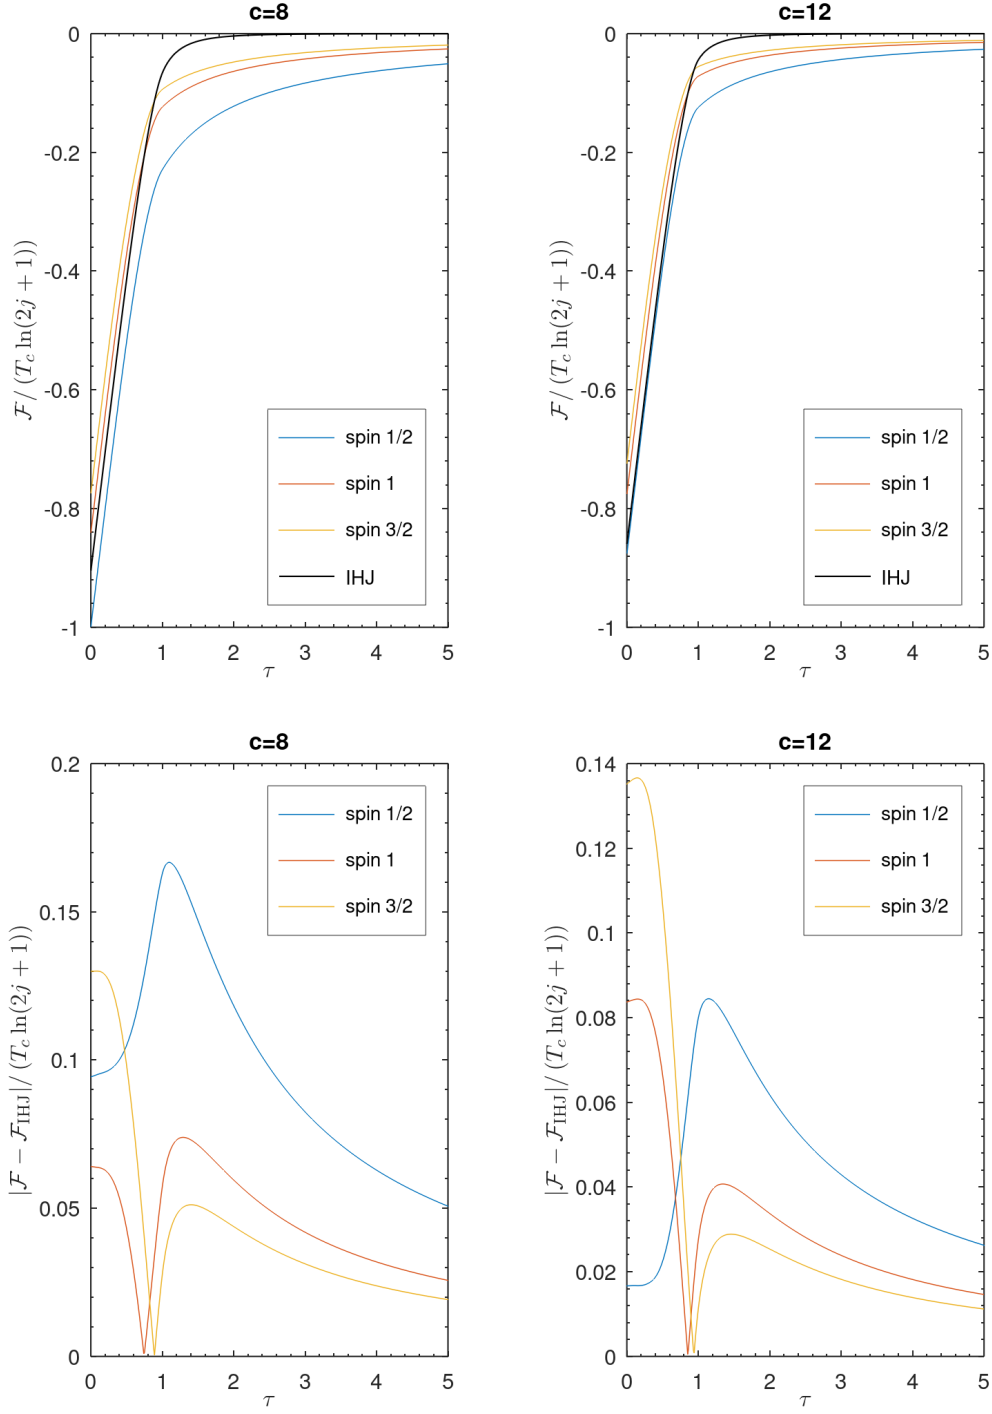 c=8
0
-0.2
-0.4
-0.6
-0.8
-1
0 1 2 3 4 5
τ
ℱ/ (T_c ln(2j + 1))
spin 1/2
spin 1
spin 3/2
IHJ
c=12
0
-0.2
-0.4
-0.6
-0.8
-1
0 1 2 3 4 5
τ
ℱ/ (T_c ln(2j + 1))
spin 1/2
spin 1
spin 3/2
IHJ
c=8
0.2
0.15
0.1
0.05
0
0 1 2 3 4 5
τ
|ℱ − ℱ_IHJ|/ (T_c ln(2j + 1))
spin 1/2
spin 1
spin 3/2
c=12
0.14
0.12
0.1
0.08
0.06
0.04
0.02
0
0 1 2 3 4 5
τ
|ℱ − ℱ_IHJ|/ (T_c ln(2j + 1))
spin 1/2
spin 1
spin 3/2